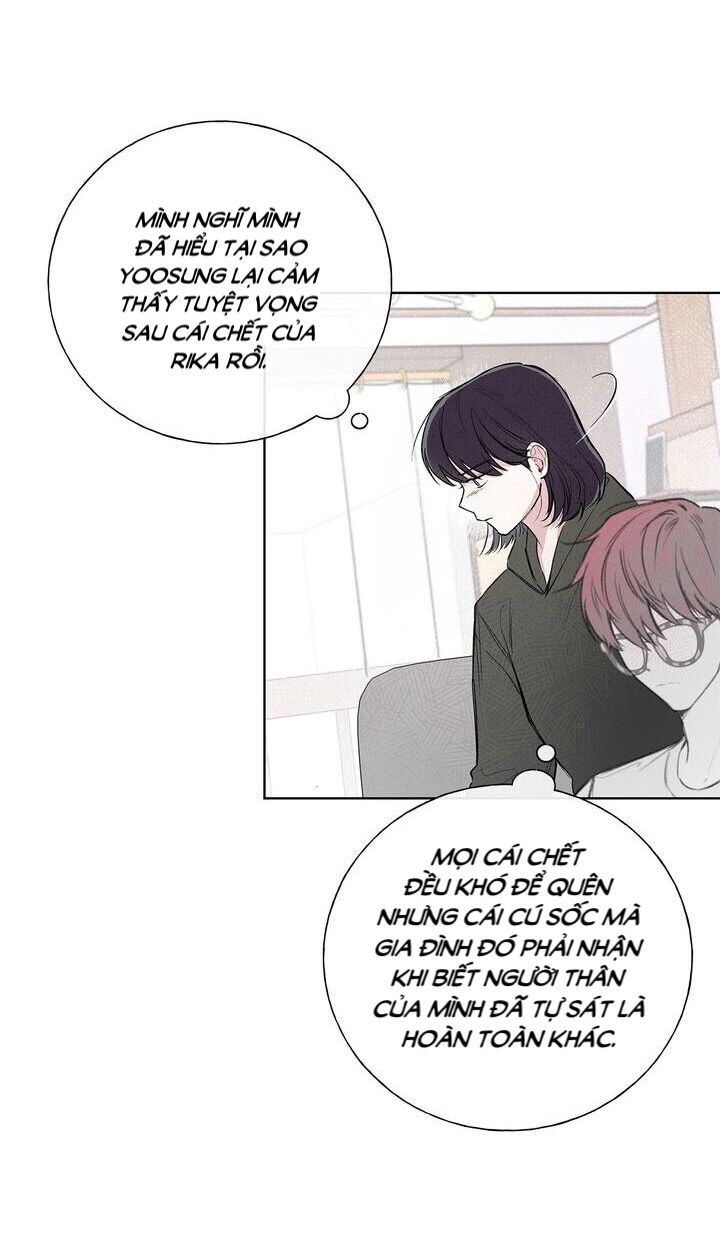 MÌNH NGHĨ MÌNH
ĐÃ HIỂU TẠI SAO
YOOSUNG LẠI CẢM
THẤY TUYỆT VỌNG
SAU CÁI CHẾT CỦA
RIKA RỒI.
MỌI CÁI CHẾT
ĐỀU KHÓ ĐỂ QUÊN
NHƯNG CÁI CÚ SỐC MÀ
GIA ĐÌNH ĐÓ PHẢI NHẬN
KHI BIẾT NGƯỜI THÂN
CỦA MÌNH ĐÃ TỰ SÁT LÀ
HOÀN TOÀN KHÁC.